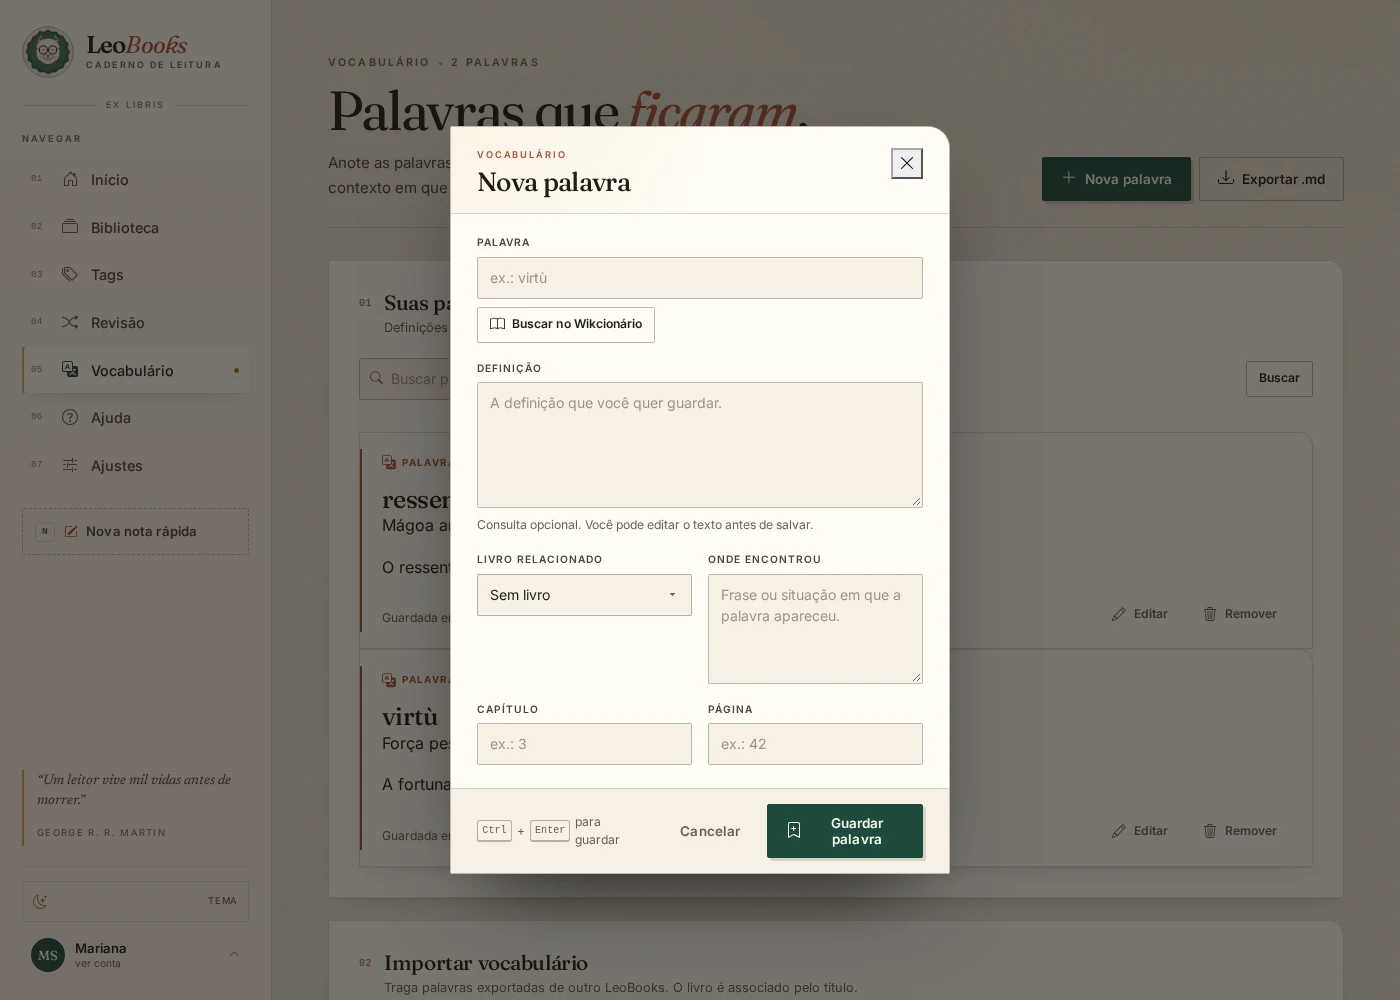 LeoBooks
CADERNO DE LEITURA
EX LIBRIS
NAVEGAR
01 Início
02 Biblioteca
03 Tags
04 Revisão
05 Vocabulário
06 Ajuda
07 Ajustes
N Nova nota rápida
“Um leitor vive mil vidas antes de
morrer.”
GEORGE R. R. MARTIN
TEMA
MS Mariana
ver conta
VOCABULÁRIO • 2 PALAVRAS
Palavras que ficaram.
Anote as palavras
contexto em que
Nova palavra
Exportar .md
01 Suas
Definições
Buscar
Buscar
Mágoa
O
Guardada
Editar
Remover
virtù
Força
A fortuna
Guardada
Editar
Remover
02 Importar vocabulário
Traga palavras exportadas de outro LeoBooks. O livro é associado pelo título.
VOCABULÁRIO
Nova palavra
PALAVRA
ex.: virtù
Buscar no Wikcionário
DEFINIÇÃO
A definição que você quer guardar.
Consulta opcional. Você pode editar o texto antes de salvar.
LIVRO RELACIONADO
Sem livro
ONDE ENCONTROU
Frase ou situação em que a
palavra apareceu.
CAPÍTULO
ex.: 3
PÁGINA
ex.: 42
Ctrl + Enter para
guardar
Cancelar
Guardar
palavra